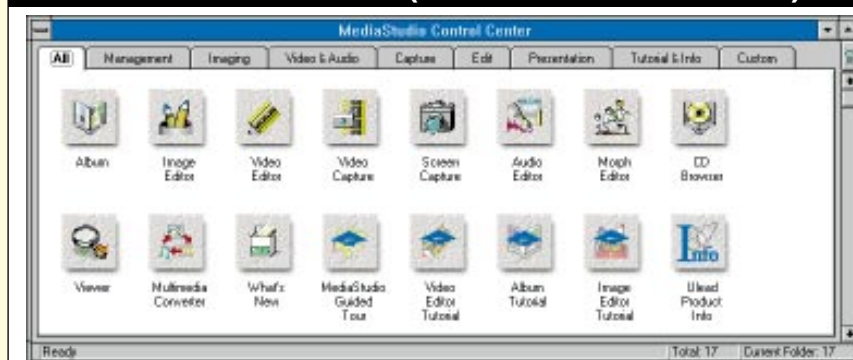 MediaStudio Control Center
All Management Imaging Video & Audio Capture Edit Presentation Tutorial & Info Custom
Album Image Editor Video Editor Video Capture Screen Capture Audio Editor Morph Editor CD Browser
Viewer Multimedia Converter What's New MediaStudio Guided Tour Video Editor Tutorial Album Tutorial Image Editor Tutorial Info Ulead Product Info
Ready Total: 17 Current Folder: 17